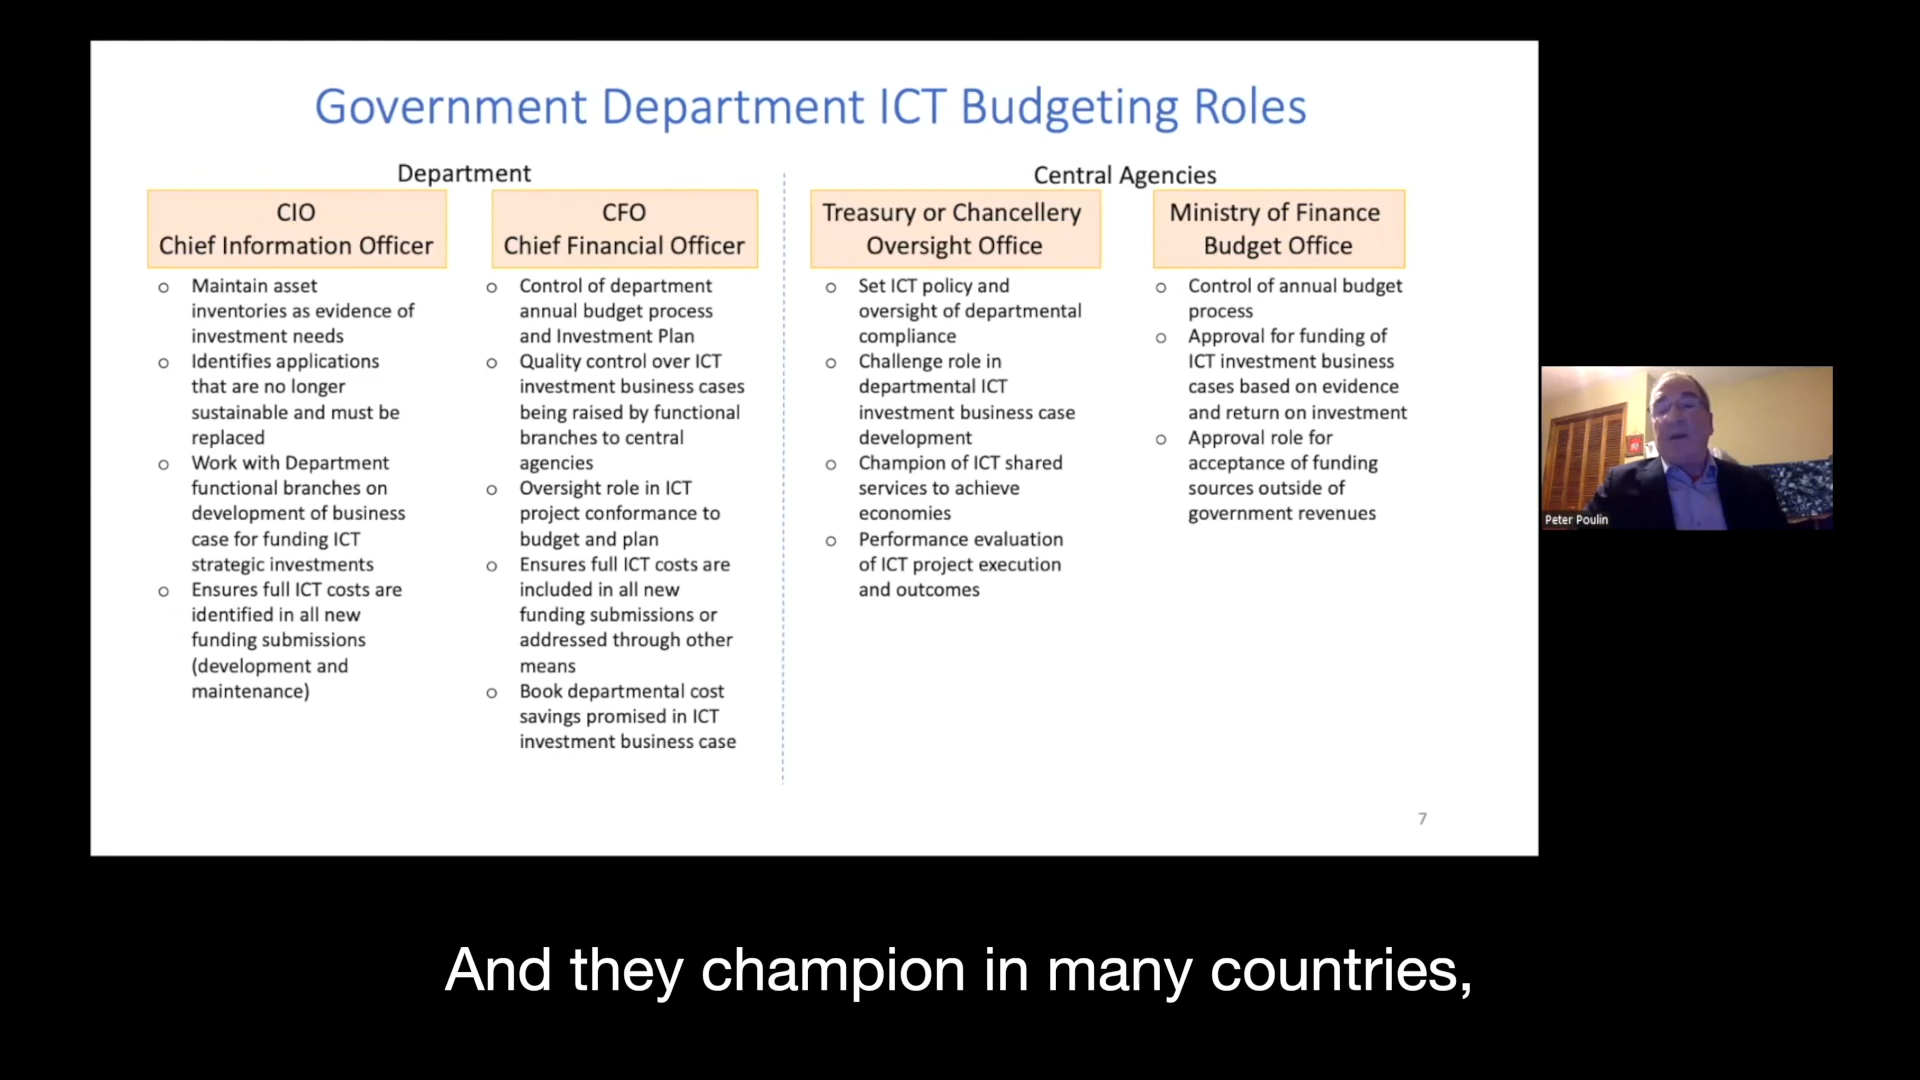 Government Department ICT Budgeting Roles
Department
CIO
Chief Information Officer
o Maintain asset
inventories as evidence of
investment needs
o Identifies applications
that are no longer
sustainable and must be
replaced
o Work with Department
functional branches on
development of business
case for funding ICT
strategic investments
o Ensures full ICT costs are
identified in all new
funding submissions
(development and
maintenance)
CFO
Chief Financial Officer
o Control of department
annual budget process
and Investment Plan
o Quality control over ICT
investment business cases
being raised by functional
branches to central
agencies
o Oversight role in ICT
project conformance to
budget and plan
o Ensures full ICT costs are
included in all new
funding submissions or
addressed through other
means
o Book departmental cost
savings promised in ICT
investment business case
Central Agencies
Treasury or Chancellery
Oversight Office
o Set ICT policy and
oversight of departmental
compliance
o Challenge role in
departmental ICT
investment business case
development
o Champion of ICT shared
services to achieve
economies
o Performance evaluation
of ICT project execution
and outcomes
Ministry of Finance
Budget Office
o Control of annual budget
process
o Approval for funding of
ICT investment business
cases based on evidence
and return on investment
o Approval role for
acceptance of funding
sources outside of
government revenues
7
Peter Poulin
And they champion in many countries,